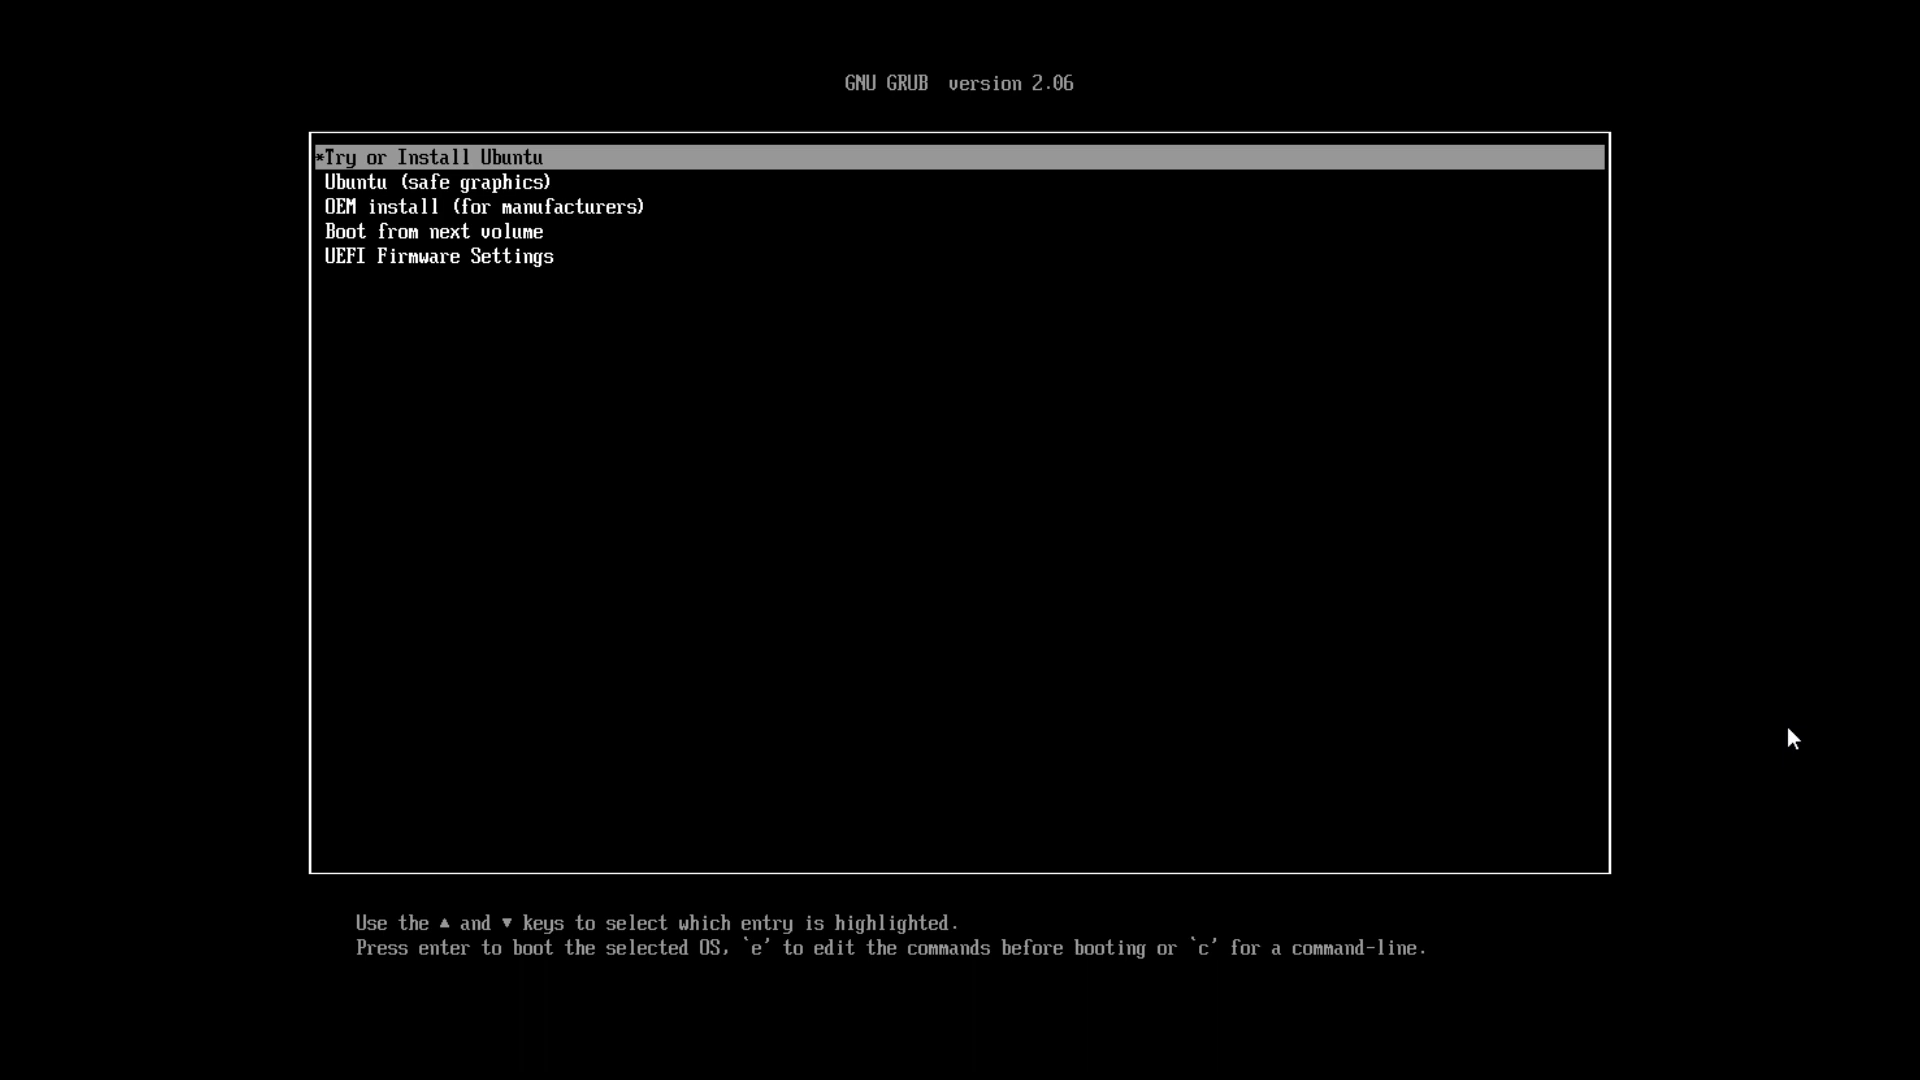 GNU GRUB  version 2.06
*Try or Install Ubuntu
Ubuntu (safe graphics)
OEM install (for manufacturers)
Boot from next volume
UEFI Firmware Settings
Use the ▲ and ▼ keys to select which entry is highlighted.
Press enter to boot the selected OS, `e' to edit the commands before booting or `c' for a command-line.